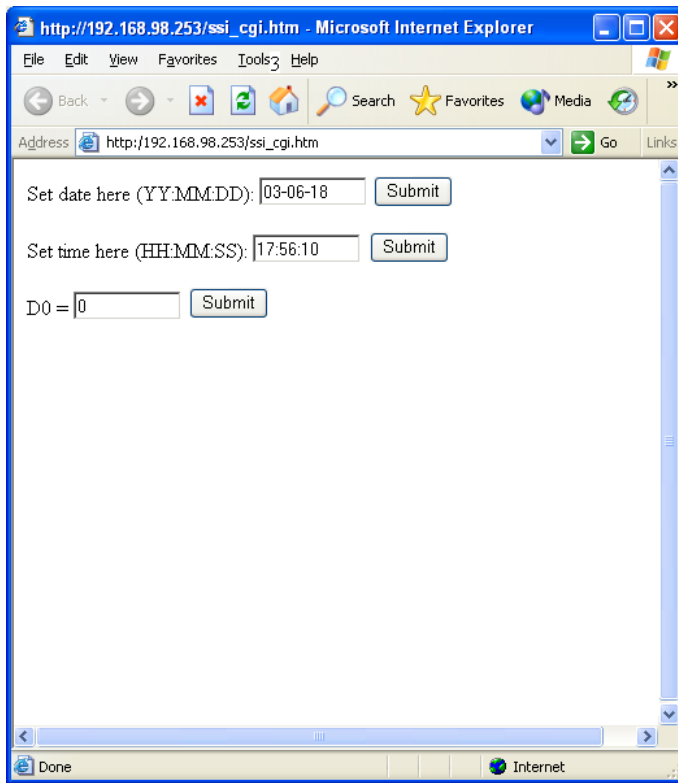 http://192.168.98.253/ssi_cgi.htm - Microsoft Internet Explorer
File Edit View Favorites Tools3 Help
Back Search Favorites Media »
Address http:/192.168.98.253/ssi_cgi.htm Go Links
Set date here (YY:MM:DD): 03-06-18 Submit
Set time here (HH:MM:SS): 17:56:10 Submit
D0 = 0 Submit
Done Internet